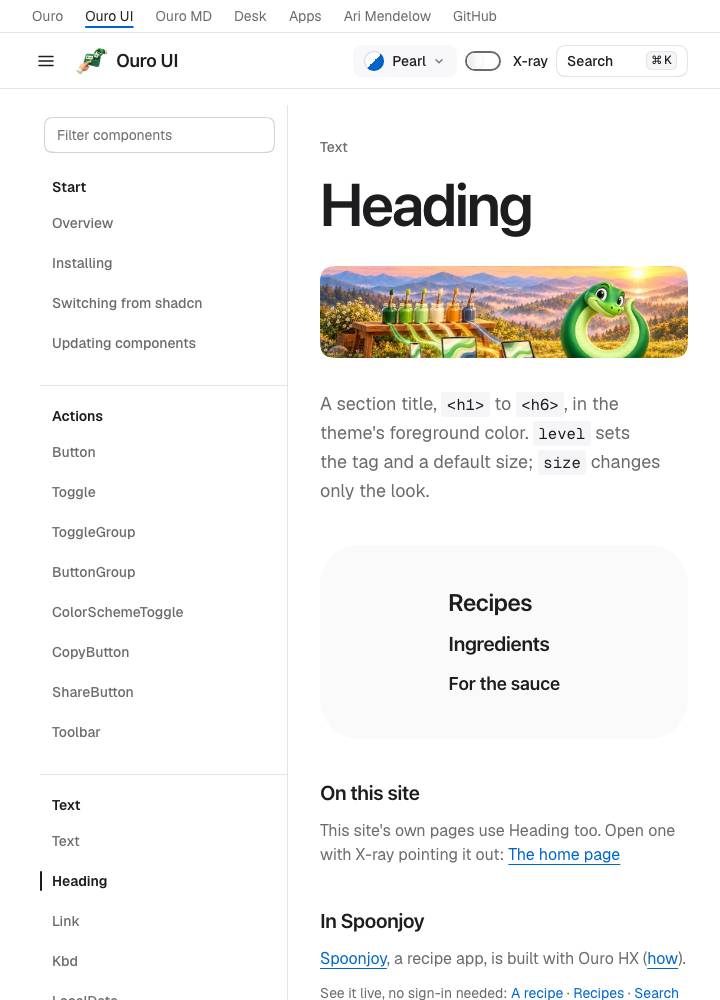 Ouro Ouro UI Ouro MD Desk Apps Ari Mendelow GitHub
Ouro UI
Pearl
X-ray
Search ⌘ K
Filter components
Start
Overview
Installing
Switching from shadcn
Updating components
Actions
Button
Toggle
ToggleGroup
ButtonGroup
ColorSchemeToggle
CopyButton
ShareButton
Toolbar
Text
Text
Heading
Link
Kbd
LocalDate
Text
Heading
A section title, <h1> to <h6>, in the
theme's foreground color. level sets
the tag and a default size; size changes
only the look.
Recipes
Ingredients
For the sauce
On this site
This site's own pages use Heading too. Open one
with X-ray pointing it out: The home page
In Spoonjoy
Spoonjoy, a recipe app, is built with Ouro HX (how).
See it live, no sign-in needed: A recipe · Recipes · Search